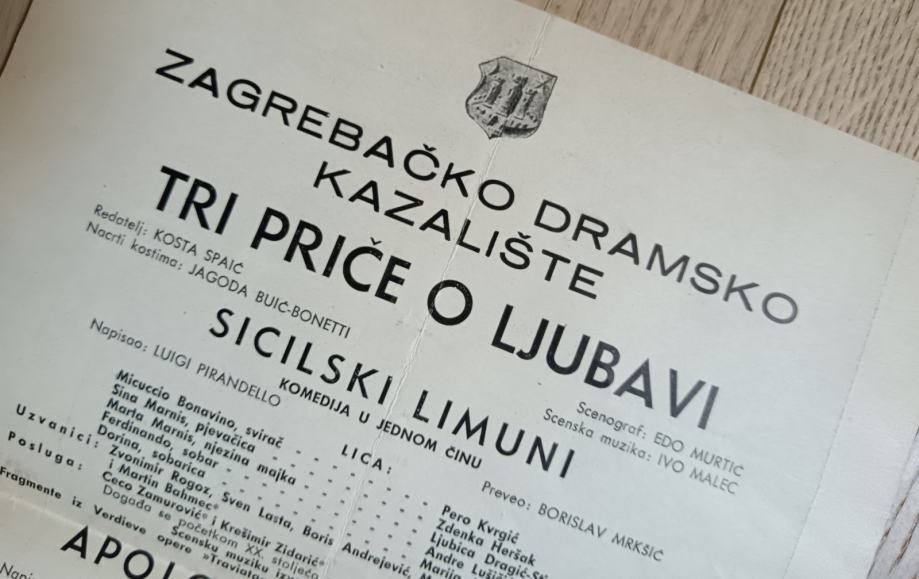 ZAGREBAČKO DRAMSKO
KAZALIŠTE
TRI PRIČE O LJUBAVI
Redatelj: KOSTA SPAIĆ
Nacrti kostima: JAGODA BUIĆ-BONETTI
Scenograf: EDO MURTIĆ
Scenska muzika: IVO MALEC
SICILSKI LIMUNI
KOMEDIJA U JEDNOM ČINU
Napisao: LUIGI PIRANDELLO
Preveo: BORISLAV MRKŠIĆ
LICA:
Micuccio Bonavino, svirač . . . . . . Pero Kvrgić
Sina Marnis, pjevačica . . . . . . Zdenka Heršak
Marta Marnis, njezina majka . . . . . . Ljubica Dragić
Ferdinando, sobar . . . . . . Andre
Dorina, sobarica . . . . . . Marija
Uzvanici: Zvonimir Rogoz, Sven Lasta, Boris Andrejević,
i Martin Bahmec*
Posluga: Ceco Zamurović* i Krešimir Zidarić*
Događa se početkom XX. stoljeća
Scensku muziku
Fragmente iz Verdieve opere »Traviata